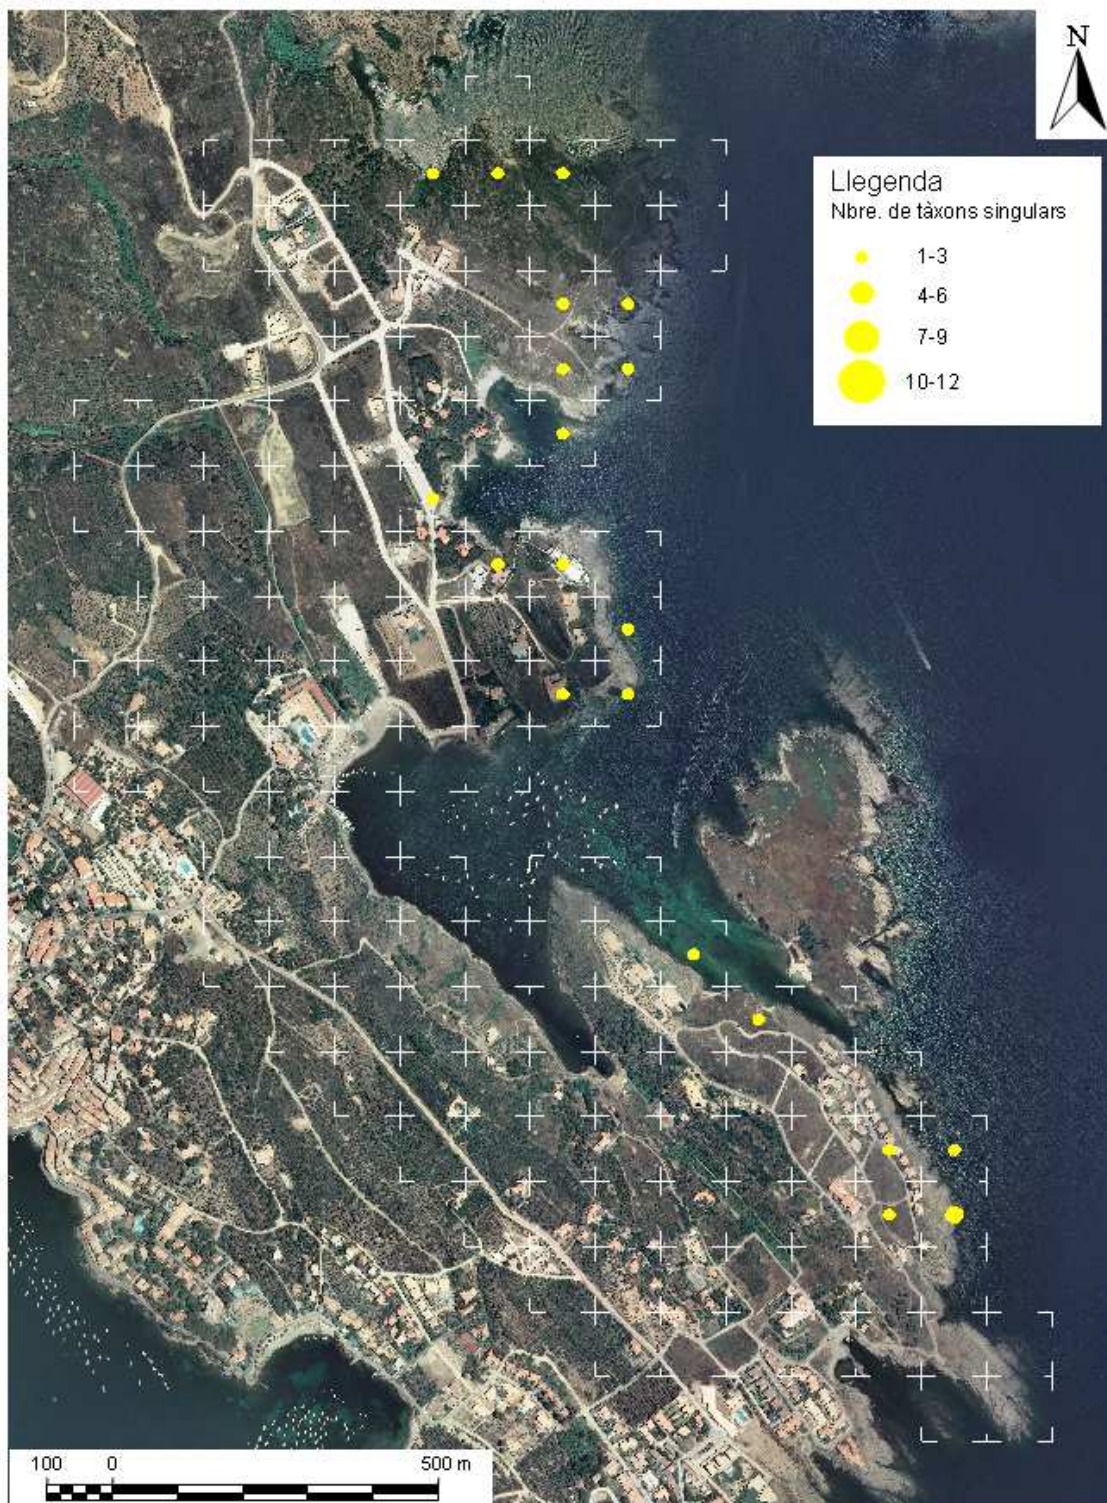 N
Llegenda
Nbre. de tàxons singulars
1-3
4-6
7-9
10-12
100 0 500 m